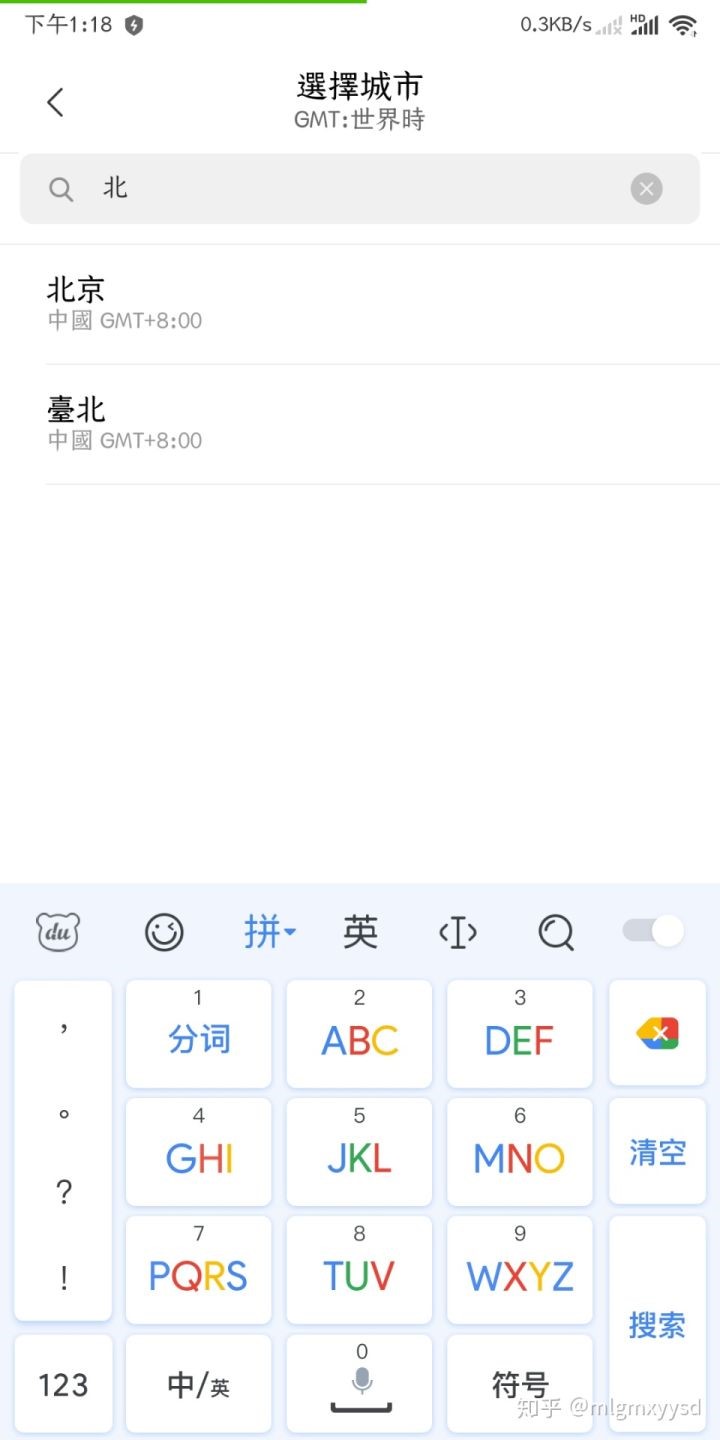 下午1:18 0.3KB/s HD
選擇城市
GMT:世界時
北
北京
中國 GMT+8:00
臺北
中國 GMT+8:00
du 拼 英
, 1 2 3
分词 ABC DEF
。 4 5 6
GHI JKL MNO 清空
? 7 8 9
! PQRS TUV WXYZ 搜索
123 中/英 0 符号
知乎 @mlgmxyysd